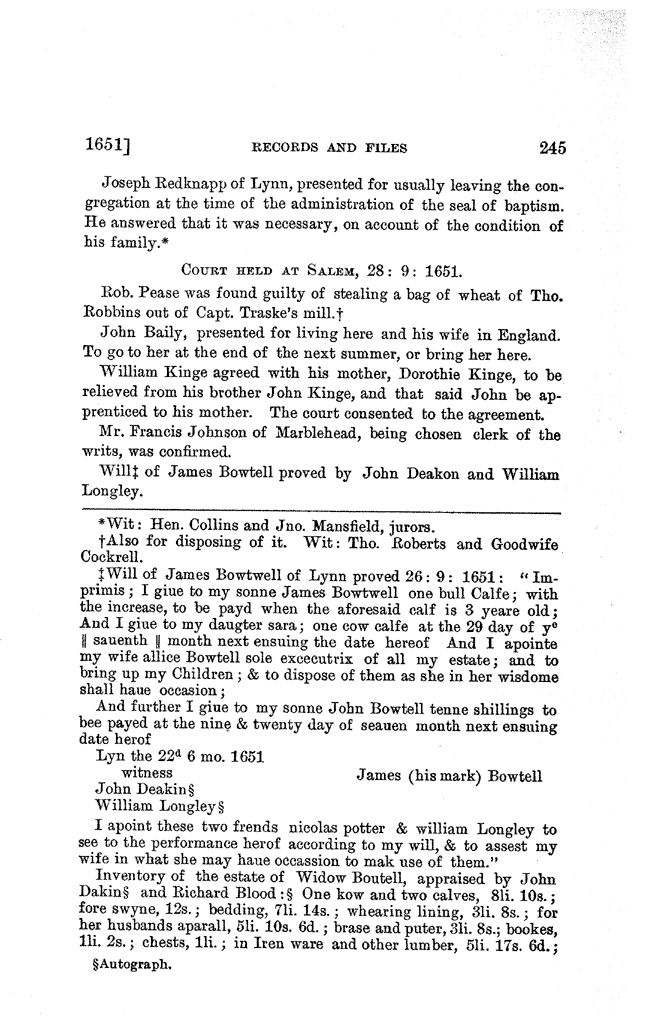 1651] RECORDS AND FILES 245
Joseph Redknapp of Lynn, presented for usually leaving the con-
gregation at the time of the administration of the seal of baptism.
He answered that it was necessary, on account of the condition of
his family.*
COURT HELD AT SALEM, 28: 9: 1651.
Rob. Pease was found guilty of stealing a bag of wheat of Tho.
Robbins out of Capt. Traske's mill.†
John Baily, presented for living here and his wife in England.
To go to her at the end of the next summer, or bring her here.
William Kinge agreed with his mother, Dorothie Kinge, to be
relieved from his brother John Kinge, and that said John be ap-
prenticed to his mother. The court consented to the agreement.
Mr. Francis Johnson of Marblehead, being chosen clerk of the
writs, was confirmed.
Will‡ of James Bowtell proved by John Deakon and William
Longley.
*Wit: Hen. Collins and Jno. Mansfield, jurors.
†Also for disposing of it. Wit: Tho. Roberts and Goodwife
Cockrell.
‡Will of James Bowtwell of Lynn proved 26: 9: 1651: "Im-
primis; I giue to my sonne James Bowtwell one bull Calfe; with
the increase, to be payd when the aforesaid calf is 3 yeare old;
And I giue to my daugter sara; one cow calfe at the 29 day of yᵉ
‖ sauenth ‖ month next ensuing the date hereof And I apointe
my wife allice Bowtell sole excecutrix of all my estate; and to
bring up my Children; & to dispose of them as she in her wisdome
shall haue occasion;
And further I giue to my sonne John Bowtell tenne shillings to
bee payed at the nine & twenty day of seauen month next ensuing
date herof
Lyn the 22ᵈ 6 mo. 1651
witness James (his mark) Bowtell
John Deakin§
William Longley§
I apoint these two frends nicolas potter & william Longley to
see to the performance herof according to my will, & to assest my
wife in what she may haue occassion to mak use of them."
Inventory of the estate of Widow Boutell, appraised by John
Dakin§ and Richard Blood:§ One kow and two calves, 8li. 10s.;
fore swyne, 12s.; bedding, 7li. 14s.; whearing lining, 3li. 8s.; for
her husbands aparall, 5li. 10s. 6d.; brase and puter, 3li. 8s.; bookes,
1li. 2s.; chests, 1li.; in Iren ware and other lumber, 5li. 17s. 6d.;
§Autograph.